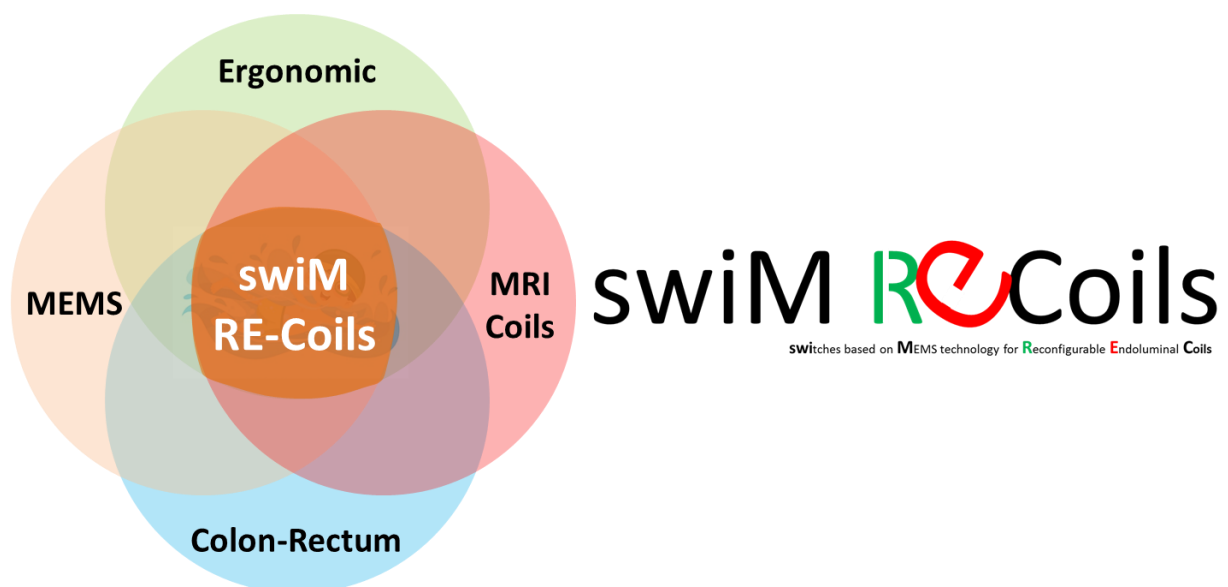 Ergonomic
MEMS
swiM
RE-Coils
MRI
Coils
Colon-Rectum
swiM ReCoils
switches based on MEMS technology for Reconfigurable Endoluminal Coils